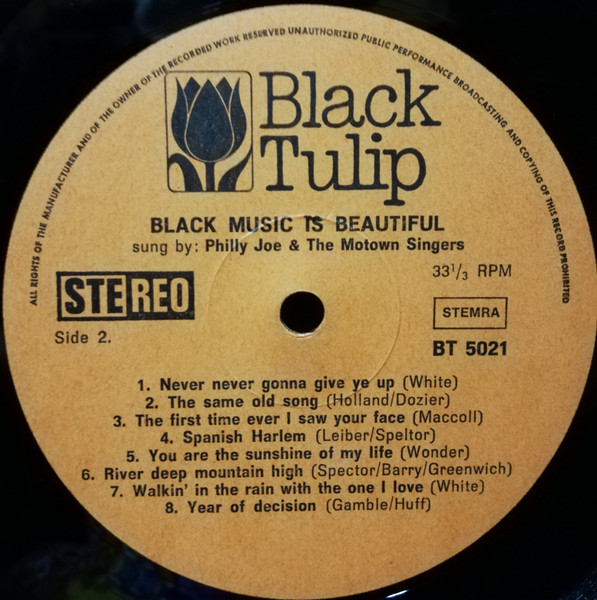 ALL RIGHTS OF THE MANUFACTURER AND OF THE OWNER OF THE RECORDED WORK RESERVED UNAUTHORIZED PUBLIC PERFORMANCE BROADCASTING AND COPYING OF THIS RECORD PROHIBITED
Black
Tulip
BLACK MUSIC IS BEAUTIFUL
sung by: Philly Joe & The Motown Singers
33 1/3 RPM
STEREO
STEMRA
Side 2.
BT 5021
1. Never never gonna give ye up (White)
2. The same old song (Holland/Dozier)
3. The first time ever I saw your face (Maccoll)
4. Spanish Harlem (Leiber/Speltor)
5. You are the sunshine of my life (Wonder)
6. River deep mountain high (Spector/Barry/Greenwich)
7. Walkin' in the rain with the one I love (White)
8. Year of decision (Gamble/Huff)